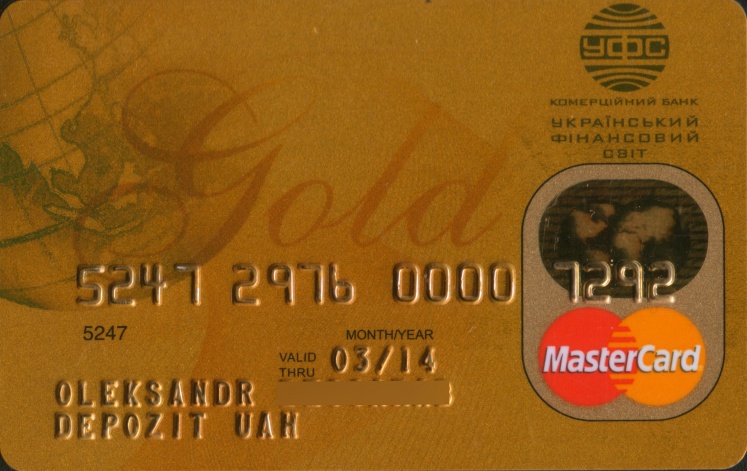 Gold
УФС
КОМЕРЦІЙНИЙ БАНК
УКРАЇНСЬКИЙ
ФІНАНСОВИЙ
СВІТ
5247 2976 0000 7292
5247
MONTH/YEAR
VALID THRU 03/14
MasterCard
OLEKSANDR
DEPOZIT UAH